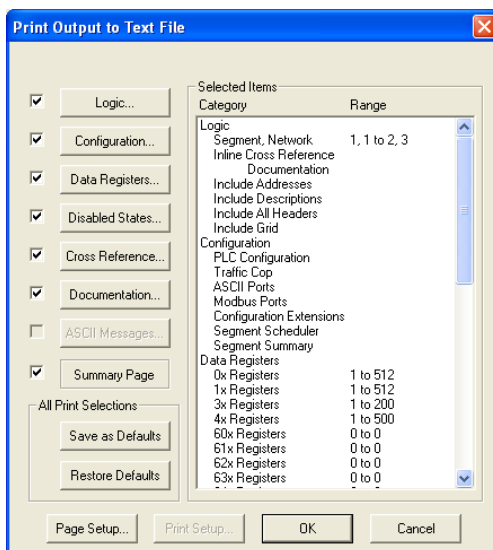 Print Output to Text File
Logic...
Configuration...
Data Registers...
Disabled States...
Cross Reference...
Documentation...
ASCII Messages...
Summary Page
All Print Selections
Save as Defaults
Restore Defaults
Selected Items
Category Range
Logic
Segment, Network 1, 1 to 2, 3
Inline Cross Reference
Documentation
Include Addresses
Include Descriptions
Include All Headers
Include Grid
Configuration
PLC Configuration
Traffic Cop
ASCII Ports
Modbus Ports
Configuration Extensions
Segment Scheduler
Segment Summary
Data Registers
0x Registers 1 to 512
1x Registers 1 to 512
3x Registers 1 to 200
4x Registers 1 to 500
60x Registers 0 to 0
61x Registers 0 to 0
62x Registers 0 to 0
63x Registers 0 to 0
Page Setup...
Print Setup...
OK
Cancel